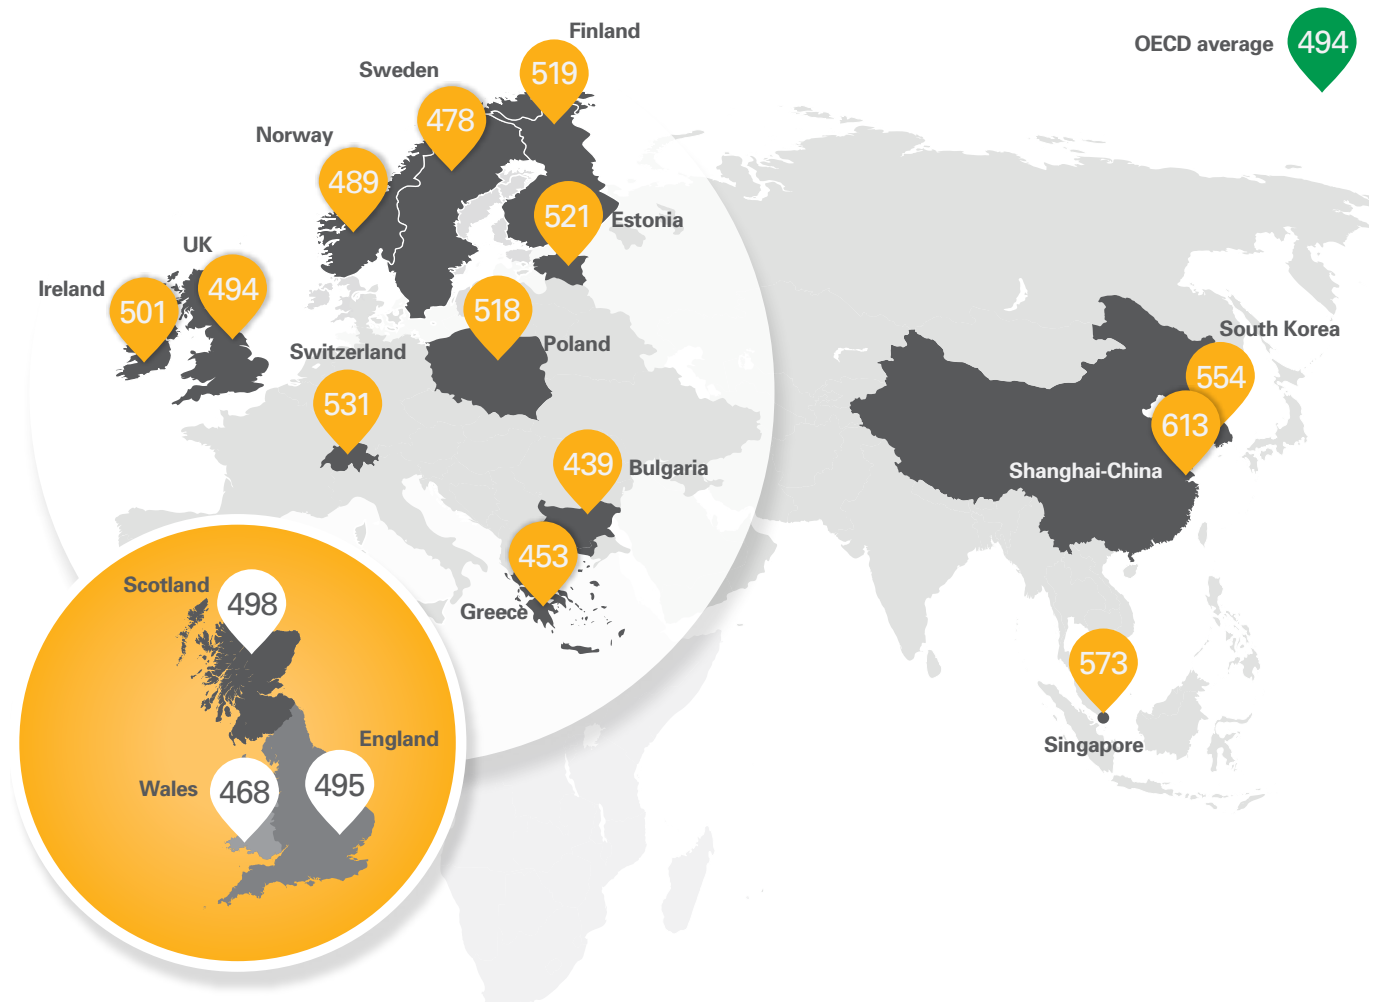 Finland
519
OECD average
494
Sweden
478
Norway
489
521
Estonia
UK
494
Ireland
501
518
Poland
Switzerland
531
South Korea
554
613
Shanghai-China
439
Bulgaria
453
Greece
Scotland
498
England
495
Wales
468
573
Singapore